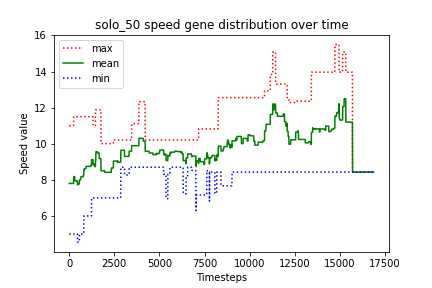 solo_50 speed gene distribution over time
max
mean
min
Speed value
16
14
12
10
8
6
0 2500 5000 7500 10000 12500 15000 17500
Timesteps